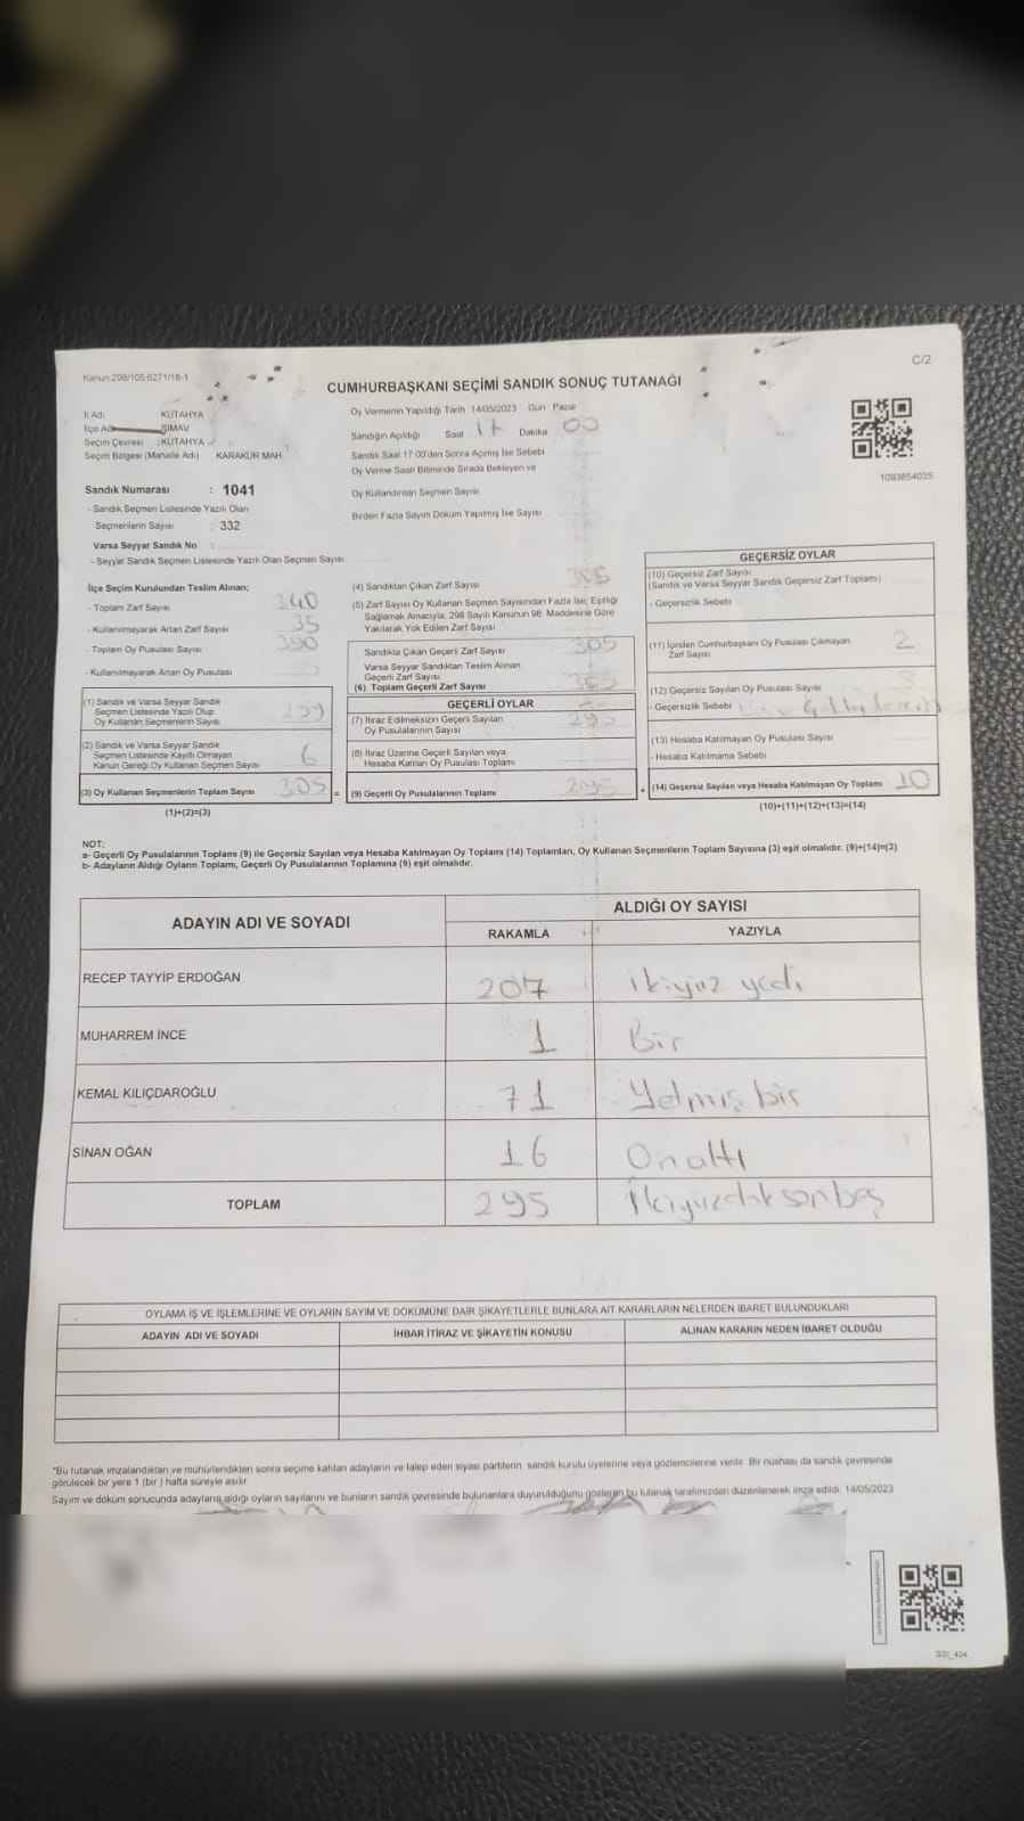 Kanun:298/105-6271/18-1
C/2
CUMHURBAŞKANI SEÇİMİ SANDIK SONUÇ TUTANAĞI
İl Adı : KÜTAHYA
İlçe Adı SİMAV
Seçim Çevresi : KÜTAHYA
Seçim Bölgesi (Mahalle Adı) KARAKÜR MAH.
Sandık Numarası : 1041
- Sandık Seçmen Listesinde Yazılı Olan
Seçmenlerin Sayısı : 332
Varsa Seyyar Sandık No :
- Seyyar Sandık Seçmen Listesinde Yazılı Olan Seçmen Sayısı
Oy Vermenin Yapıldığı Tarih 14/05/2023 Gün Pazar
Sandığın Açıldığı Saat 17 Dakika 00
Sandık Saat 17:00'den Sonra Açılmış İse Sebebi
Oy Verme Saati Bitiminde Sırada Bekleyen ve
Oy Kullandırılan Seçmen Sayısı
Birden Fazla Sayım Döküm Yapılmış İse Sayısı
1093654035
İlçe Seçim Kurulundan Teslim Alınan;
- Toplam Zarf Sayısı 340
- Kullanılmayarak Artan Zarf Sayısı 35
- Toplam Oy Pusulası Sayısı
- Kullanılmayarak Artan Oy Pusulası
(1) Sandık ve Varsa Seyyar Sandık
Seçmen Listesinde Yazılı Olup
Oy Kullanan Seçmenlerin Sayısı 299
(2) Sandık ve Varsa Seyyar Sandık
Seçmen Listesinde Kayıtlı Olmayan
Kanun Gereği Oy Kullanan Seçmen Sayısı 6
(3) Oy Kullanan Seçmenlerin Toplam Sayısı 305 =
(1)+(2)=(3)
(4) Sandıktan Çıkan Zarf Sayısı 305
(5) Zarf Sayısı Oy Kullanan Seçmen Sayısından Fazla İse; Eşitliği
Sağlamak Amacıyla, 298 Sayılı Kanunun 98. Maddesine Göre
Yakılarak Yok Edilen Zarf Sayısı
Sandıkta Çıkan Geçerli Zarf Sayısı 305
Varsa Seyyar Sandıktan Teslim Alınan
Geçerli Zarf Sayısı
(6) Toplam Geçerli Zarf Sayısı 305
GEÇERLİ OYLAR
(7) İtiraz Edilmeksizin Geçerli Sayılan
Oy Pusulalarının Sayısı 295
(8) İtiraz Üzerine Geçerli Sayılan veya
Hesaba Katılan Oy Pusulası Toplamı
(9) Geçerli Oy Pusulalarının Toplamı 295 +
GEÇERSİZ OYLAR
(10) Geçersiz Zarf Sayısı
(Sandık ve Varsa Seyyar Sandık Geçersiz Zarf Toplamı)
- Geçersizlik Sebebi
(11) İçinden Cumhurbaşkanı Oy Pusulası Çıkmayan
Zarf Sayısı 2
(12) Geçersiz Sayılan Oy Pusulası Sayısı
- Geçersizlik Sebebi
(13) Hesaba Katılmayan Oy Pusulası Sayısı
- Hesaba Katılmama Sebebi
(14) Geçersiz Sayılan veya Hesaba Katılmayan Oy Toplamı 10
(10)+(11)+(12)+(13)=(14)
NOT:
a- Geçerli Oy Pusulalarının Toplamı (9) ile Geçersiz Sayılan veya Hesaba Katılmayan Oy Toplamı (14) Toplamları, Oy Kullanan Seçmenlerin Toplam Sayısına (3) eşit olmalıdır. (9)+(14)=(3)
b- Adayların Aldığı Oyların Toplamı, Geçerli Oy Pusulalarının Toplamına (9) eşit olmalıdır.
ADAYIN ADI VE SOYADI ALDIĞI OY SAYISI
RAKAMLA YAZIYLA
RECEP TAYYİP ERDOĞAN 207 ikiyüz yedi
MUHARREM İNCE 1 Bir
KEMAL KILIÇDAROĞLU 71 Yetmiş bir
SİNAN OĞAN 16 On altı
TOPLAM 295 İkiyüzdoksanbeş
OYLAMA İŞ VE İŞLEMLERİNE VE OYLARIN SAYIM VE DÖKÜMÜNE DAİR ŞİKAYETLERLE BUNLARA AİT KARARLARIN NELERDEN İBARET BULUNDUKLARI
ADAYIN ADI VE SOYADI İHBAR İTİRAZ VE ŞİKAYETİN KONUSU ALINAN KARARIN NEDEN İBARET OLDUĞU
*Bu tutanak imzalandıktan ve mühürlendikten sonra seçime katılan adayların ve talep eden siyasi partilerin sandık kurulu üyelerine veya gözlemcilerine verilir. Bir nüshası da sandık çevresinde
görülecek bir yere 1 (bir) hafta süreyle asılır.
Sayım ve döküm sonucunda adayların aldığı oyların sayılarını ve bunların sandık çevresinde bulunanlara duyurulduğunu gösteren bu tutanak tarafımızdan düzenlenerek imza edildi. 14/05/2023